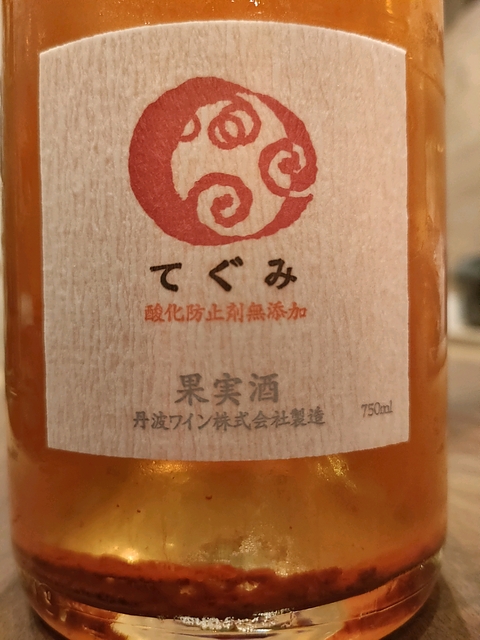 てぐみ
酸化防止剤無添加
果実酒
丹波ワイン株式会社製造
750ml